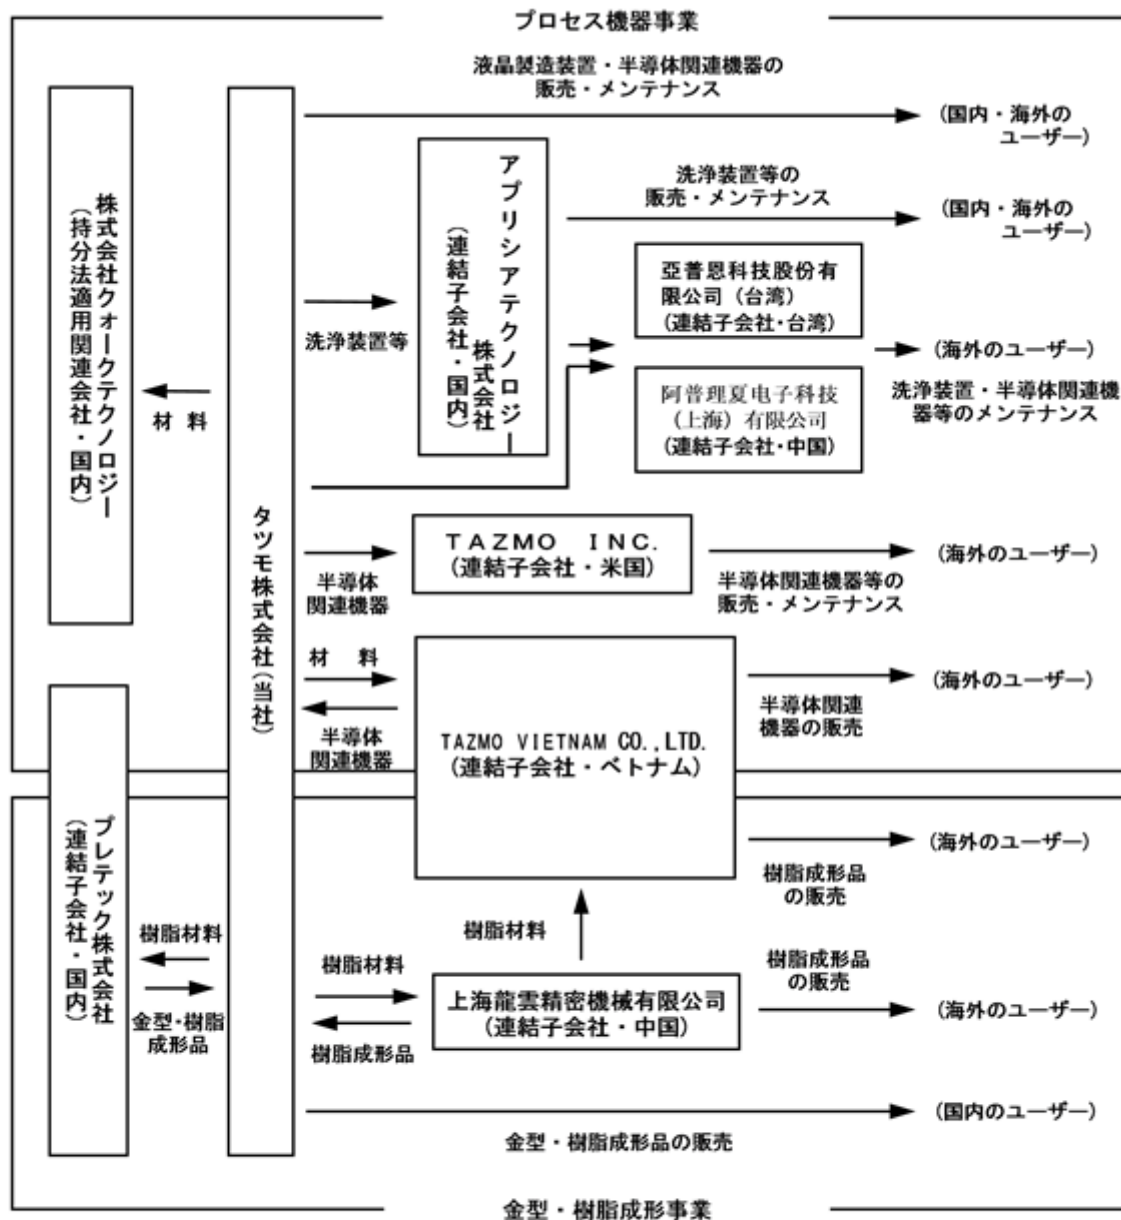 プロセス機器事業
液晶製造装置・半導体関連機器の
販売・メンテナンス
(国内・海外の
ユーザー)
株式会社クォークテクノロジー
(持分法適用関連会社・国内)
材 料
タツモ株式会社(当社)
アプリシアテクノロジー
株式会社
(連結子会社・国内)
洗浄装置等の
販売・メンテナンス
(国内・海外の
ユーザー)
洗浄装置等
亞普恩科技股份有
限公司(台湾)
(連結子会社・台湾)
阿普理夏电子科技
(上海)有限公司
(連結子会社・中国)
(海外のユーザー)
洗浄装置・半導体関連機
器等のメンテナンス
TAZMO INC.
(連結子会社・米国)
半導体
関連機器
(海外のユーザー)
半導体関連機器等の
販売・メンテナンス
材 料
半導体
関連機器
TAZMO VIETNAM CO.,LTD.
(連結子会社・ベトナム)
(海外のユーザー)
半導体関連
機器の販売
プレテック株式会社
(連結子会社・国内)
(海外のユーザー)
樹脂成形品
の販売
樹脂材料
樹脂材料
金型・樹脂
成形品
樹脂材料
樹脂成形品
上海龍雲精密機械有限公司
(連結子会社・中国)
樹脂成形品
の販売
(海外のユーザー)
(国内のユーザー)
金型・樹脂成形品の販売
金型・樹脂成形事業